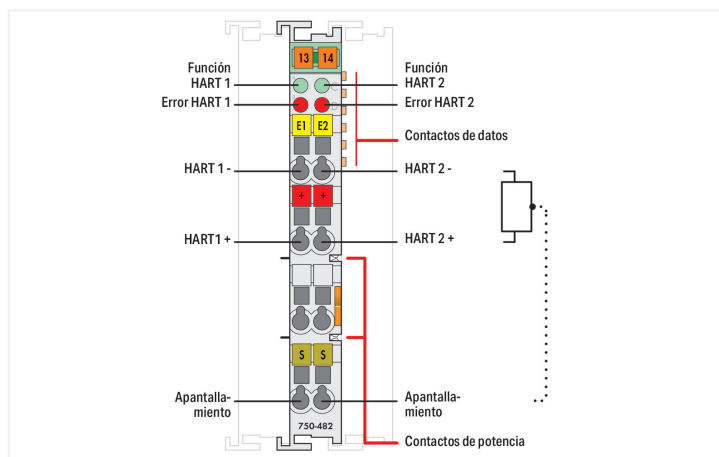 13 14
Función
HART 1
Función
HART 2
Error HART 1
Error HART 2
E1 E2
Contactos de datos
HART 1 -
HART 2 -
+ +
HART1 +
HART 2 +
S S
Apantalla-
miento
Apantalla-
miento
750-482
Contactos de potencia